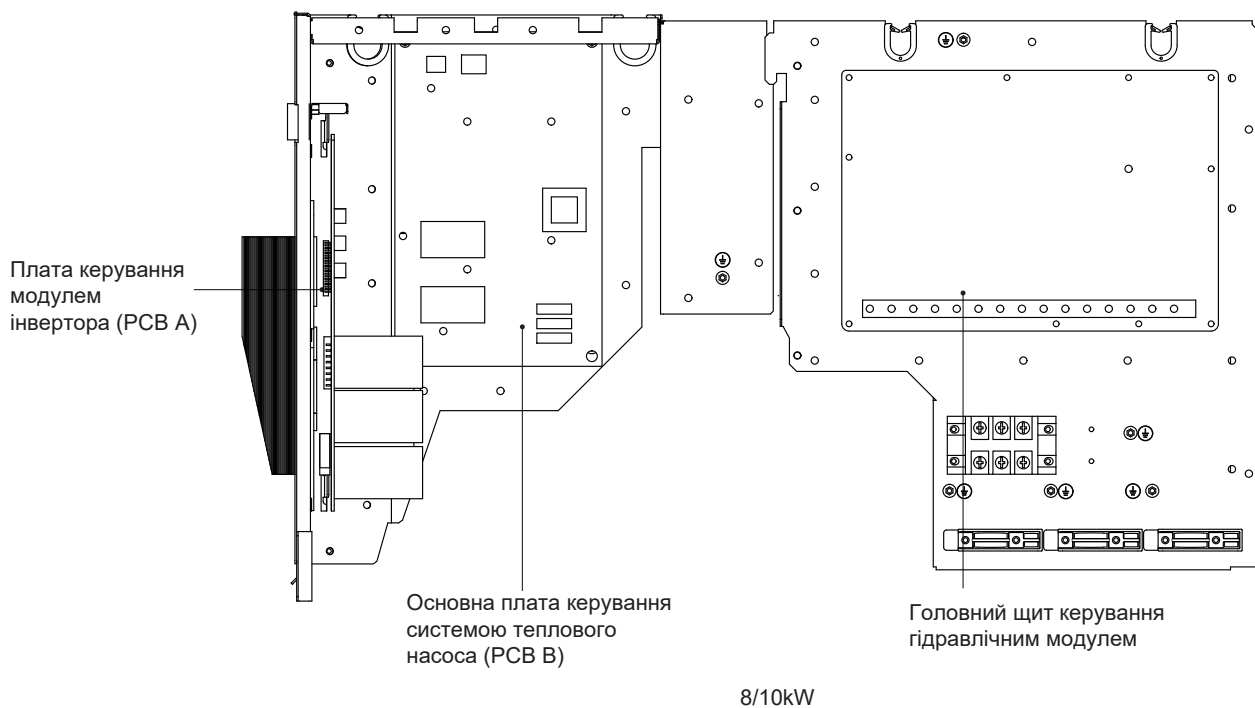 Плата керування
модулем
інвертора (PCB A)
Основна плата керування
системою теплового
насоса (PCB B)
Головний щит керування
гідравлічним модулем
8/10kW